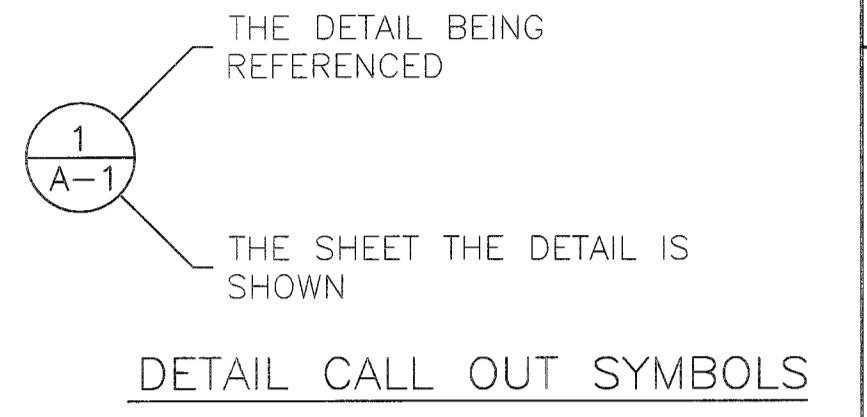 THE DETAIL BEING
REFERENCED
1
A-1
THE SHEET THE DETAIL IS
SHOWN
DETAIL CALL OUT SYMBOLS